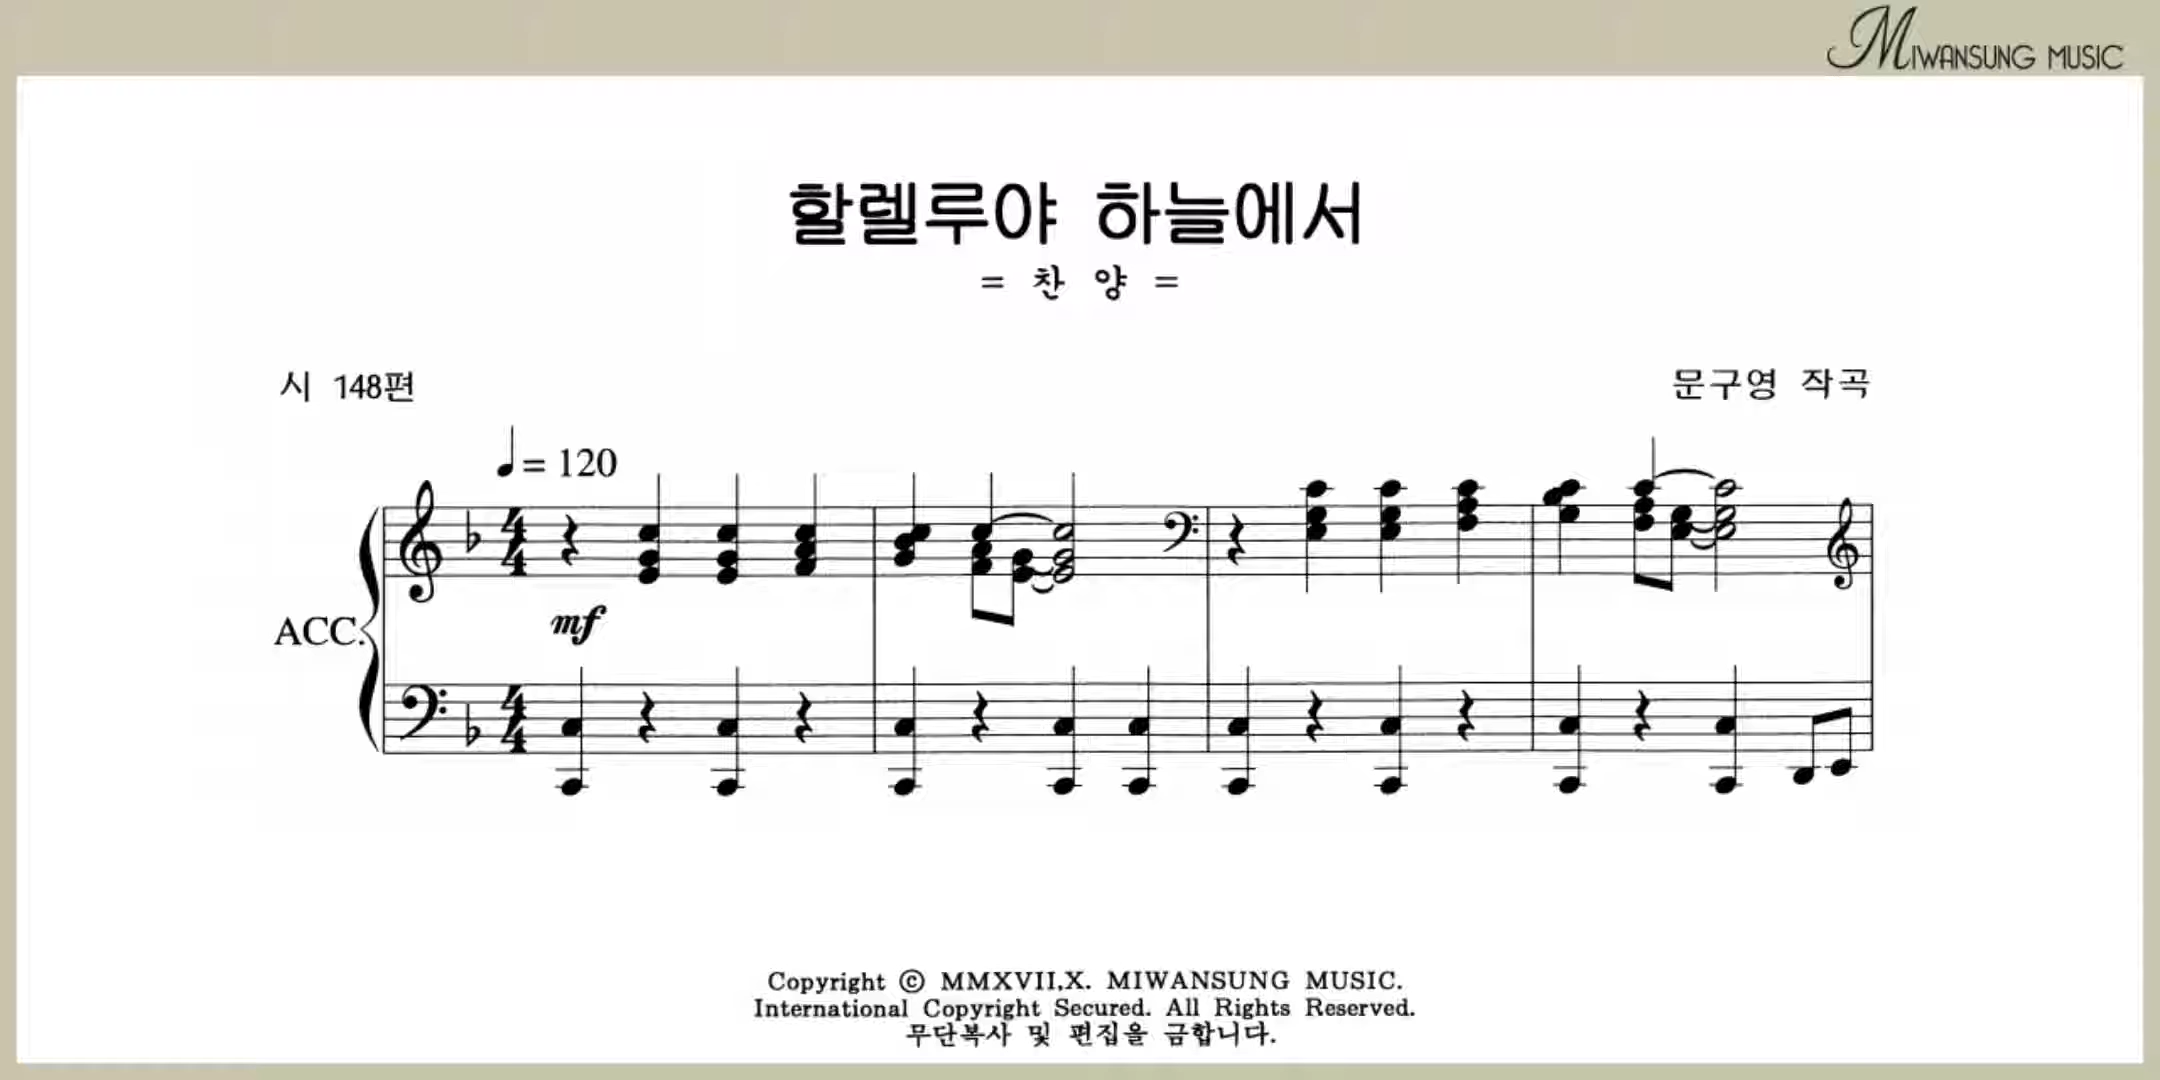 MIWANSUNG MUSIC
할렐루야 하늘에서
= 찬 양 =
시 148편
문구영 작곡
= 120
mf
ACC.
Copyright ⓒ MMXVII,X. MIWANSUNG MUSIC.
International Copyright Secured. All Rights Reserved.
무단복사 및 편집을 금합니다.